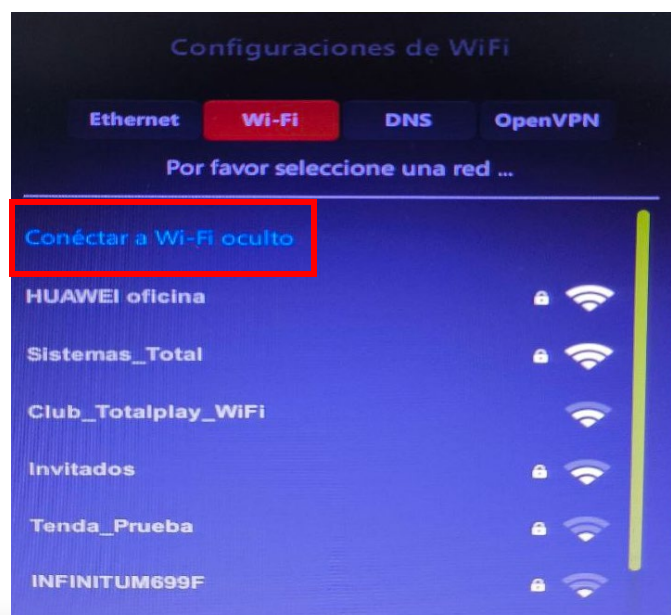 Configuraciones de WiFi
Ethernet Wi-Fi DNS OpenVPN
Por favor seleccione una red ...
Conéctar a Wi-Fi oculto
HUAWEI oficina
Sistemas_Total
Club_Totalplay_WiFi
Invitados
Tenda_Prueba
INFINITUM699F